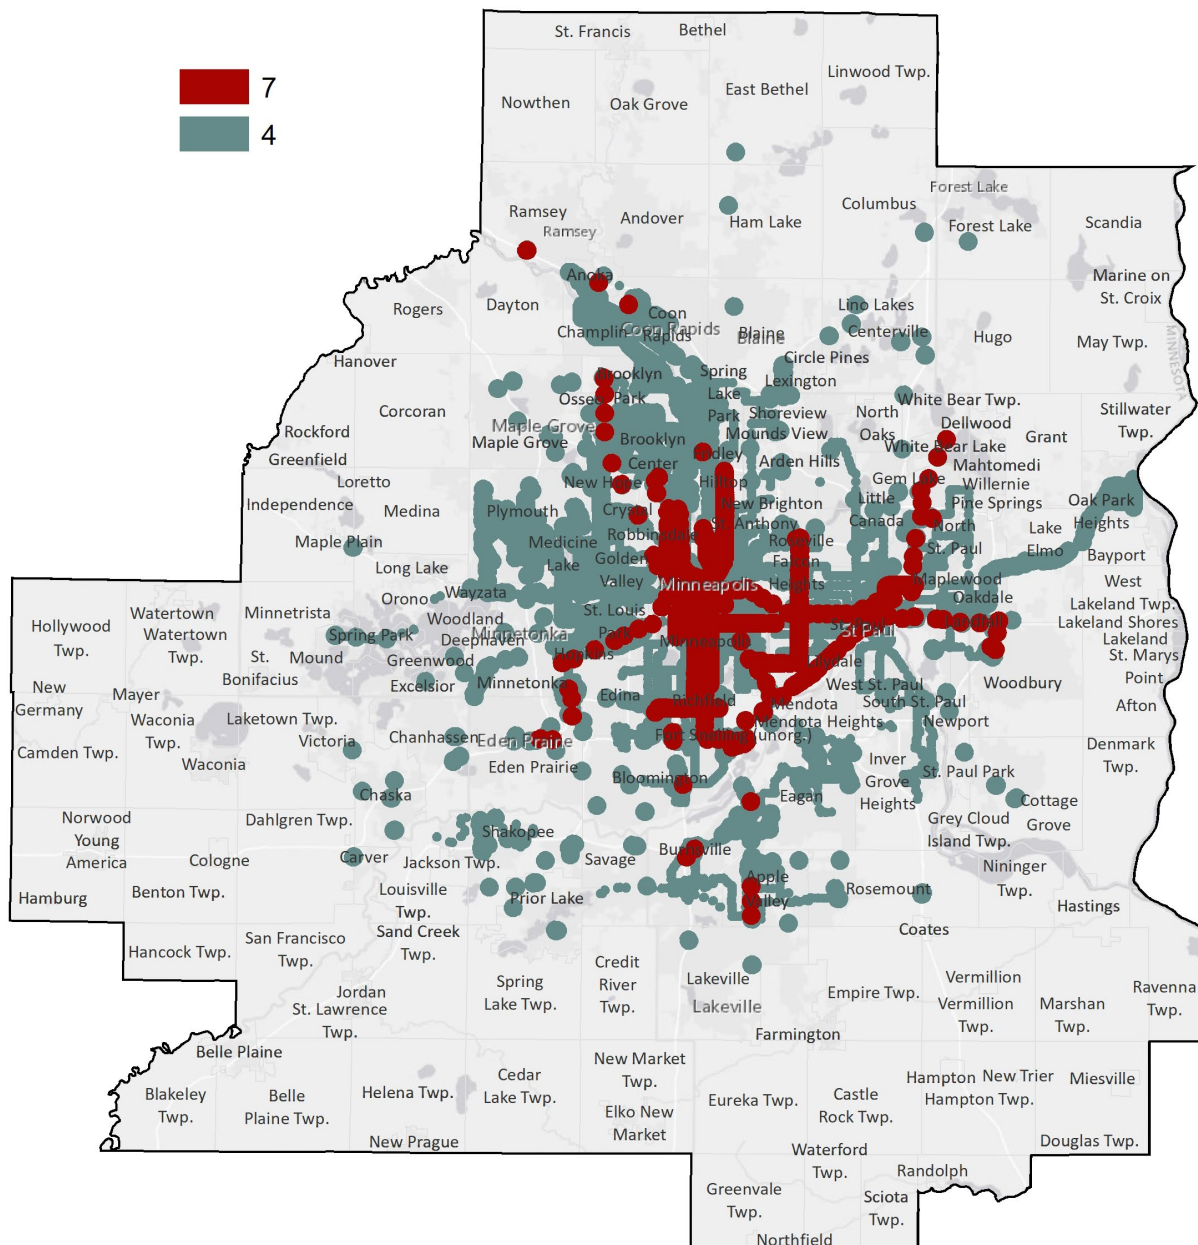 St. Francis
Bethel
Linwood Twp.
7
East Bethel
Nowthen
Oak Grove
4
Forest Lake
Columbus
Ramsey
Andover
Ham Lake
Forest Lake
Scandia
Ramsey
Anoka
Marine on
St. Croix
Rogers
Dayton
Coon
Rapids
Lino Lakes
Champlin
Coon Rapids
Blaine
Blaine
Centerville
Hugo
May Twp.
MINNESOTA
Hanover
Circle Pines
Brooklyn
Park
Spring
Lake
Park
Lexington
Osseo
Corcoran
Shoreview
North
Oaks
White Bear Twp.
Stillwater
Twp.
Maple Grove
Maple Grove
Rockford
Brooklyn
Center
Mounds View
Dellwood
White Bear Lake
Grant
Greenfield
Fridley
Arden Hills
Mahtomedi
Loretto
New Hope
Hilltop
Gem Lake
Willernie
Independence
Medina
Plymouth
Crystal
New Brighton
Little
Canada
Pine Springs
Oak Park
Heights
Robbinsdale
St. Anthony
North
St. Paul
Lake
Elmo
Maple Plain
Medicine
Lake
Golden
Valley
Roseville
Falcon
Heights
Bayport
Long Lake
Minneapolis
Maplewood
West
Lakeland Twp.
Orono
Wayzata
Oakdale
Watertown
Watertown
Twp.
Minnetrista
St. Louis
Park
Lakeland Shores
Hollywood
Twp.
Woodland
Spring Park
Deephaven
Minnetonka
Minneapolis
St. Paul
St Paul
Landfall
Lakeland
St.
Bonifacius
Mound
Greenwood
Hopkins
Lilydale
St. Marys
Point
New
Germany
Mayer
Excelsior
Minnetonka
Edina
Richfield
West St. Paul
Woodbury
Mendota
South St. Paul
Afton
Waconia
Twp.
Laketown Twp.
Mendota Heights
Newport
Camden Twp.
Victoria
Chanhassen
Eden Prairie
Fort Snelling (unorg.)
Denmark
Twp.
Waconia
Eden Prairie
Bloomington
Inver
Grove
Heights
St. Paul Park
Chaska
Eagan
Cottage
Grove
Norwood
Young
America
Dahlgren Twp.
Shakopee
Grey Cloud
Island Twp.
Cologne
Carver
Jackson Twp.
Savage
Burnsville
Nininger
Twp.
Hamburg
Benton Twp.
Louisville
Twp.
Prior Lake
Apple
Valley
Rosemount
Hastings
Hancock Twp.
San Francisco
Twp.
Sand Creek
Twp.
Coates
Jordan
Spring
Lake Twp.
Credit
River
Twp.
Lakeville
Lakeville
Empire Twp.
Vermillion
Vermillion
Twp.
Marshan
Twp.
Ravenna
Twp.
St. Lawrence
Twp.
Farmington
Belle Plaine
Blakeley
Twp.
Belle
Plaine Twp.
Helena Twp.
Cedar
Lake Twp.
New Market
Twp.
Elko New
Market
Eureka Twp.
Castle
Rock Twp.
Hampton
New Trier
Hampton Twp.
Miesville
New Prague
Waterford
Twp.
Douglas Twp.
Randolph
Greenvale
Twp.
Sciota
Twp.
Northfield